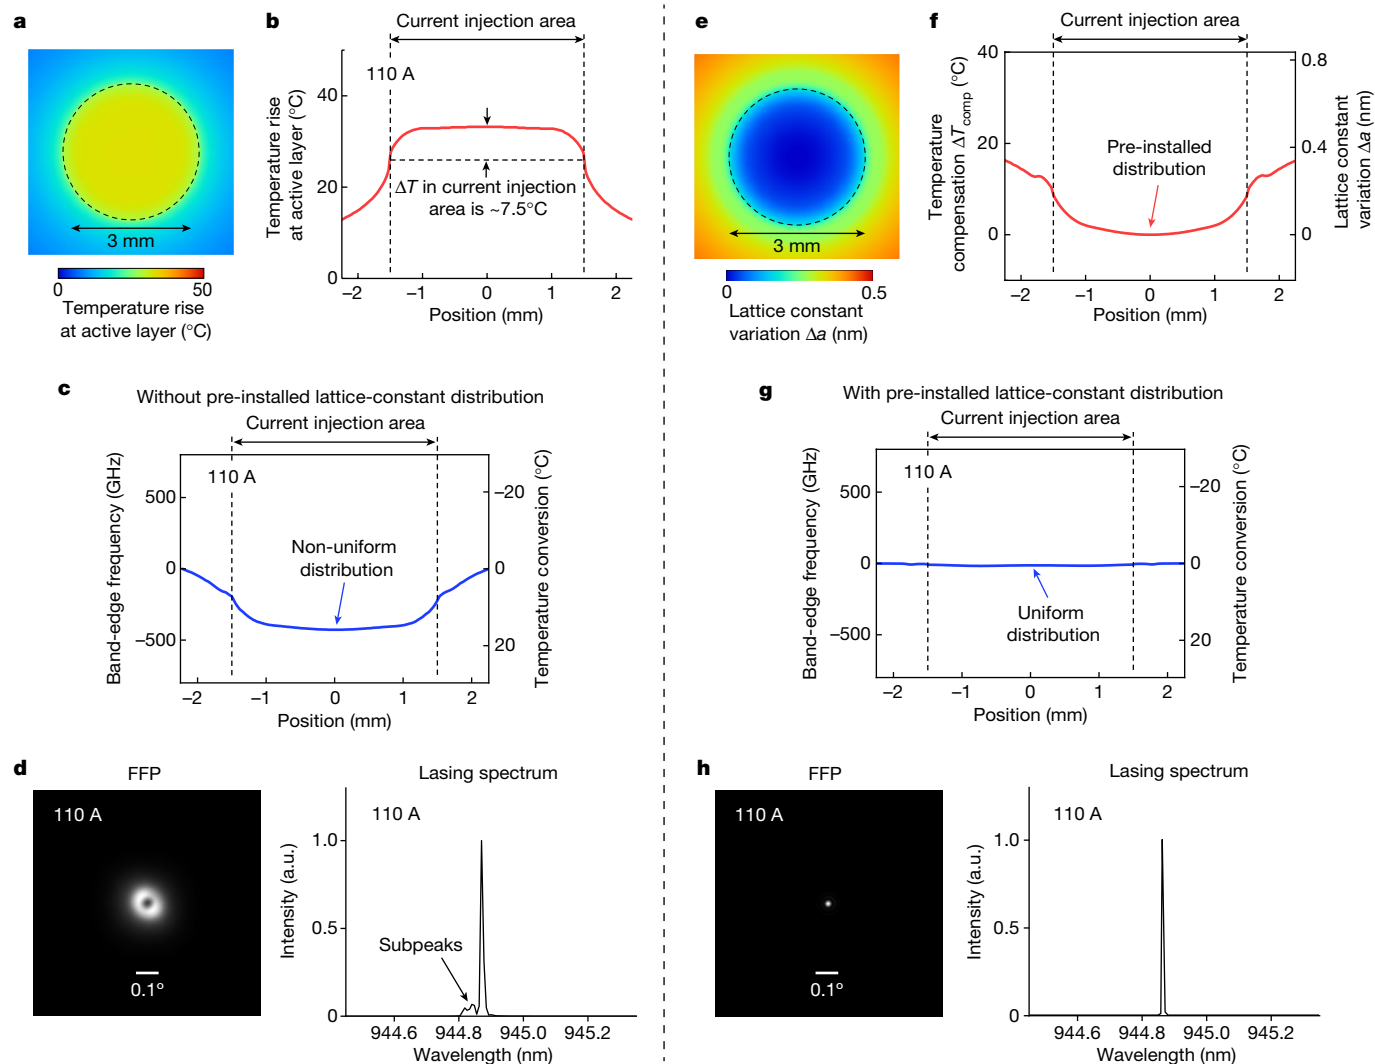 a
3 mm
0
50
Temperature rise
at active layer (°C)
b
Current injection area
110 A
ΔT in current injection
area is ~7.5°C
Temperature rise
at active layer (°C)
40
20
0
−2
−1
0
1
2
Position (mm)
c
Without pre-installed lattice-constant distribution
Current injection area
110 A
Non-uniform
distribution
Band-edge frequency (GHz)
500
0
−500
Temperature conversion (°C)
−20
0
20
−2
−1
0
1
2
Position (mm)
d
FFP
110 A
0.1°
Lasing spectrum
110 A
Subpeaks
Intensity (a.u.)
1.0
0.5
0
944.6
944.8
945.0
945.2
Wavelength (nm)
e
3 mm
0
0.5
Lattice constant
variation Δa (nm)
f
Current injection area
Pre-installed
distribution
Temperature
compensation ΔTcomp (°C)
40
20
0
Lattice constant
variation Δa (nm)
0.8
0.4
0
−2
−1
0
1
2
Position (mm)
g
With pre-installed lattice-constant distribution
Current injection area
110 A
Uniform
distribution
Band-edge frequency (GHz)
500
0
−500
Temperature conversion (°C)
−20
0
20
−2
−1
0
1
2
Position (mm)
h
FFP
110 A
0.1°
Lasing spectrum
110 A
Intensity (a.u.)
1.0
0.5
0
944.6
944.8
945.0
945.2
Wavelength (nm)